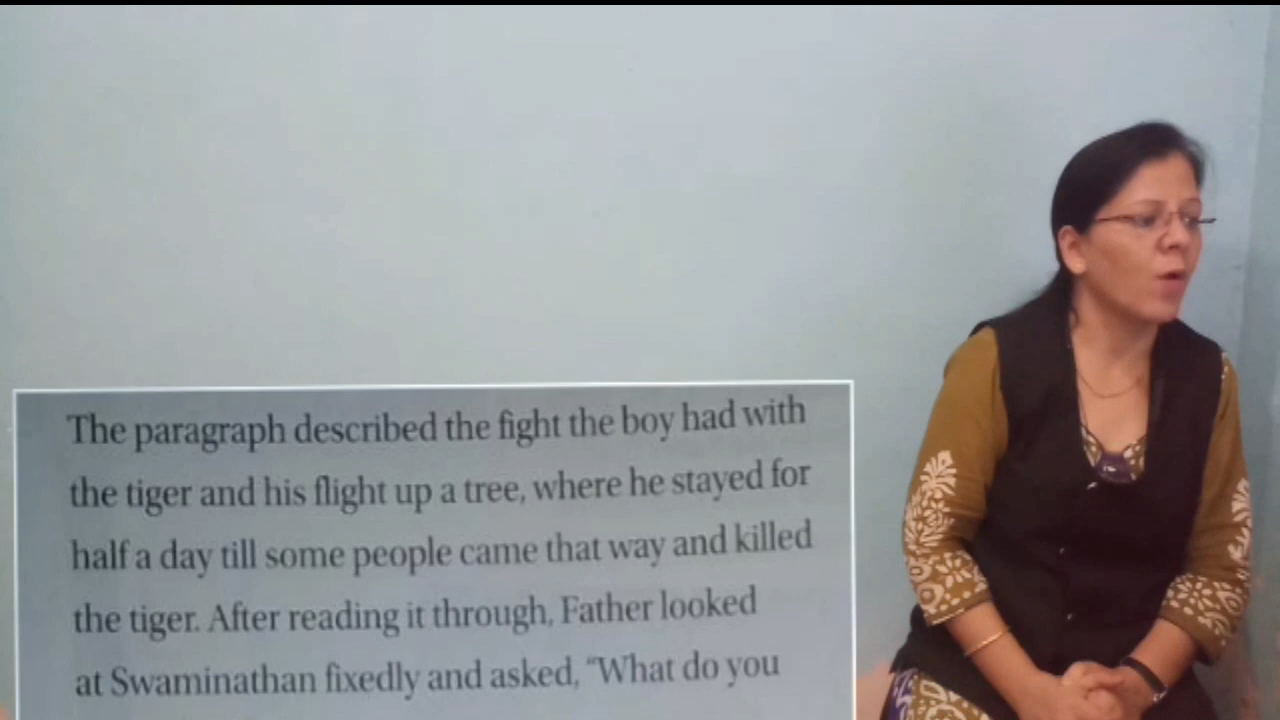 The paragraph described the fight the boy had with
the tiger and his flight up a tree, where he stayed for
half a day till some people came that way and killed
the tiger. After reading it through, Father looked
at Swaminathan fixedly and asked, “What do you